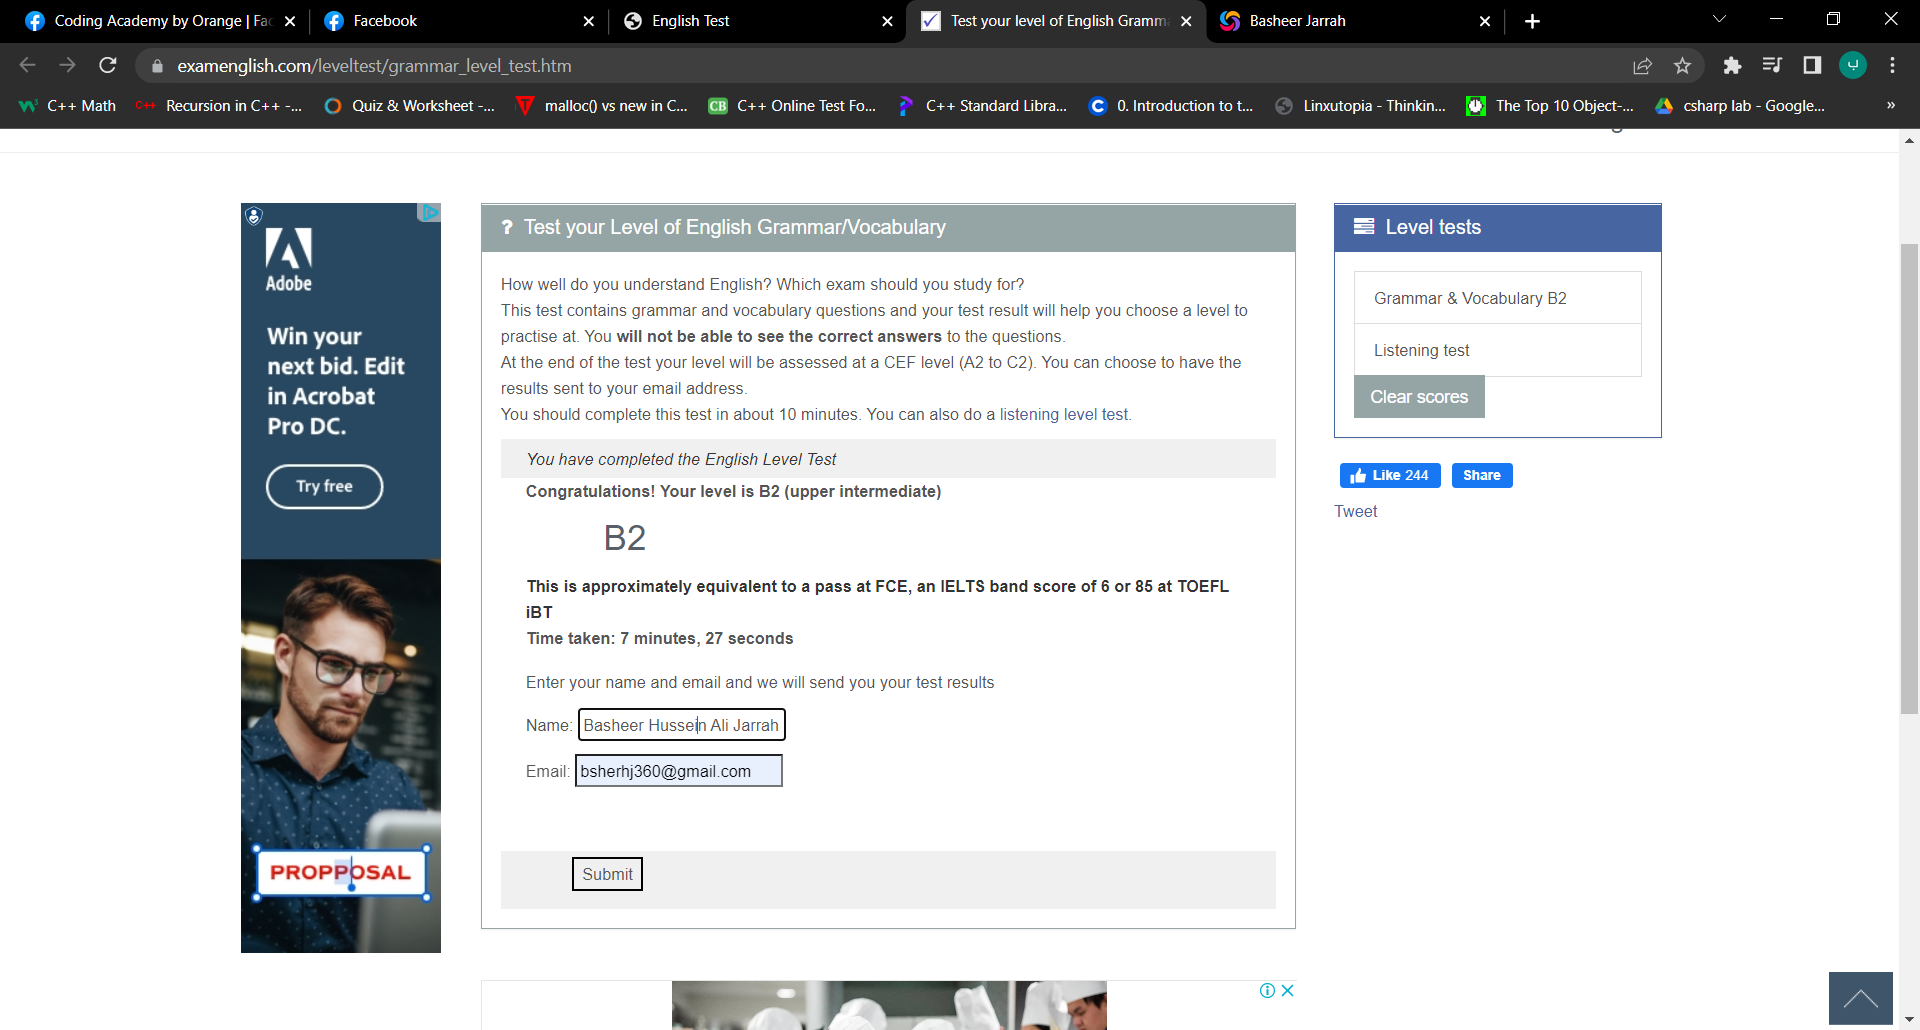 Coding Academy by Orange | Fac
Facebook
English Test
Test your level of English Gramma
Basheer Jarrah
examenglish.com/leveltest/grammar_level_test.htm
C++ Math
C++
Recursion in C++ -...
Quiz & Worksheet -...
malloc() vs new in C...
CB
C++ Online Test Fo...
C++ Standard Libra...
C
0. Introduction to t...
Linxutopia - Thinkin...
The Top 10 Object-...
csharp lab - Google...
»
Adobe
Win your
next bid. Edit
in Acrobat
Pro DC.
Try free
PROPPOSAL
? Test your Level of English Grammar/Vocabulary
How well do you understand English? Which exam should you study for?
This test contains grammar and vocabulary questions and your test result will help you choose a level to
practise at. You will not be able to see the correct answers to the questions.
At the end of the test your level will be assessed at a CEF level (A2 to C2). You can choose to have the
results sent to your email address.
You should complete this test in about 10 minutes. You can also do a listening level test.
You have completed the English Level Test
Congratulations! Your level is B2 (upper intermediate)
B2
This is approximately equivalent to a pass at FCE, an IELTS band score of 6 or 85 at TOEFL
iBT
Time taken: 7 minutes, 27 seconds
Enter your name and email and we will send you your test results
Name: Basheer Hussein Ali Jarrah
Email: bsherhj360@gmail.com
Submit
Level tests
Grammar & Vocabulary B2
Listening test
Clear scores
Like 244
Share
Tweet